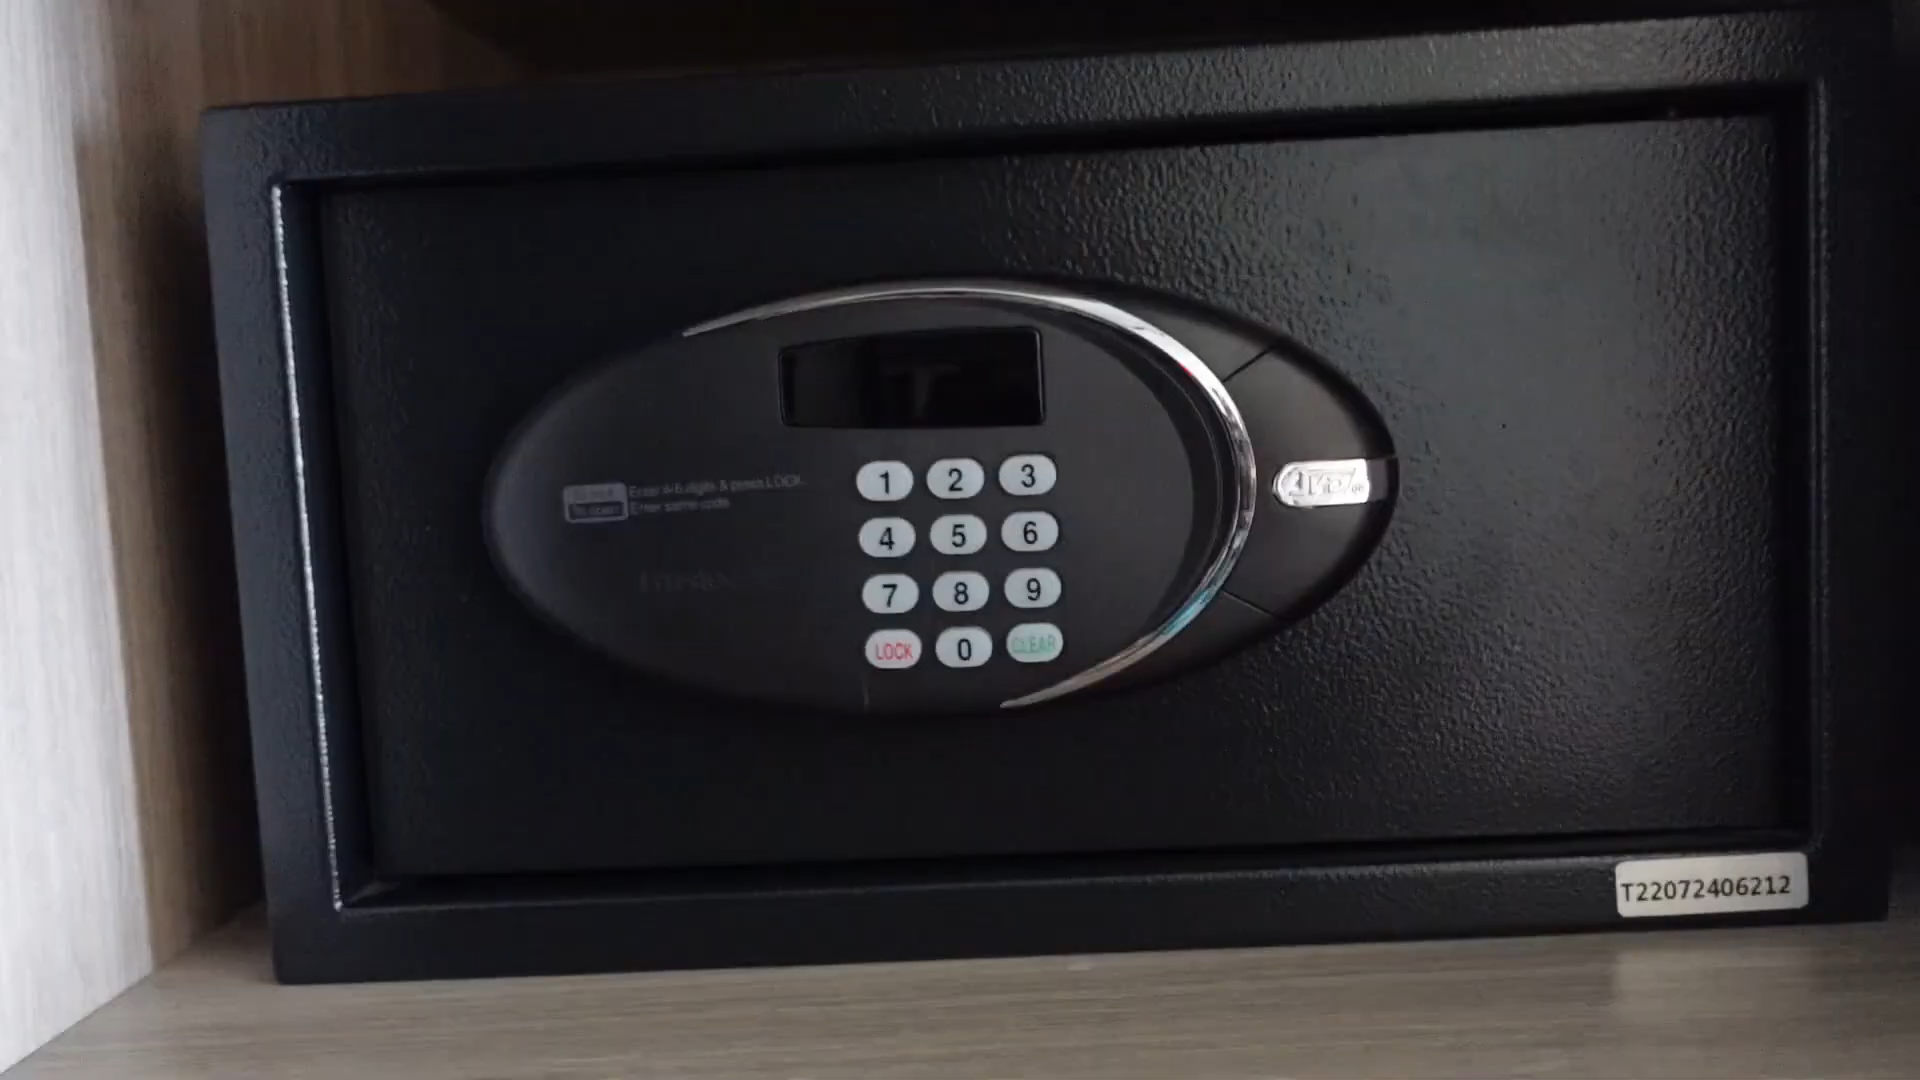 Enter 4-6 digits & press LOCK.
Enter same code.
1 2 3
4 5 6
7 8 9
LOCK 0 CLEAR
T22072406212